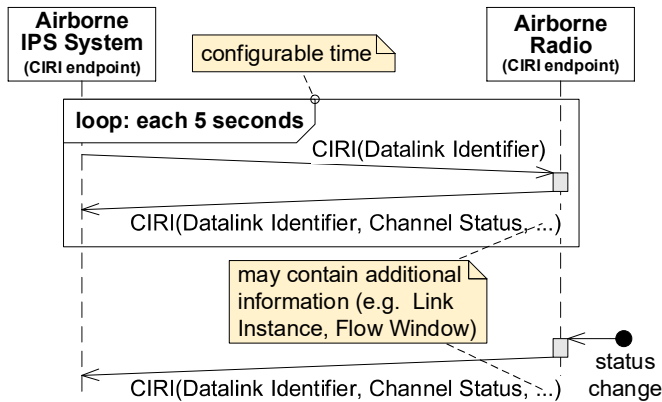 Airborne
IPS System
(CIRI endpoint)
configurable time
Airborne
Radio
(CIRI endpoint)
loop: each 5 seconds
CIRI(Datalink Identifier)
CIRI(Datalink Identifier, Channel Status, ...)
may contain additional
information (e.g. Link
Instance, Flow Window)
status
change
CIRI(Datalink Identifier, Channel Status, ...)